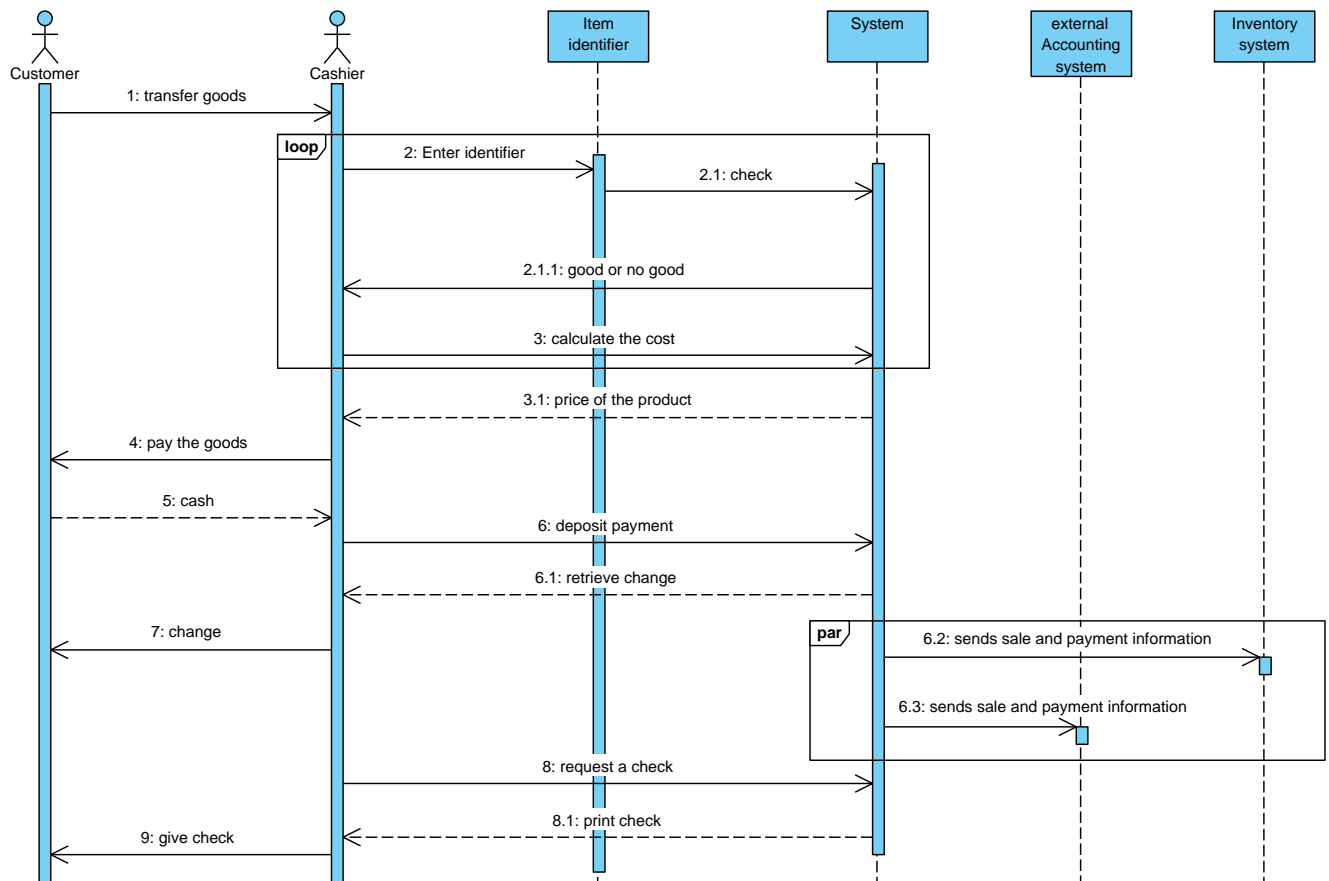 Customer
Cashier
Item
identifier
System
external
Accounting
system
Inventory
system
1: transfer goods
loop
2: Enter identifier
2.1: check
2.1.1: good or no good
3: calculate the cost
3.1: price of the product
4: pay the goods
5: cash
6: deposit payment
6.1: retrieve change
7: change
par
6.2: sends sale and payment information
6.3: sends sale and payment information
8: request a check
8.1: print check
9: give check